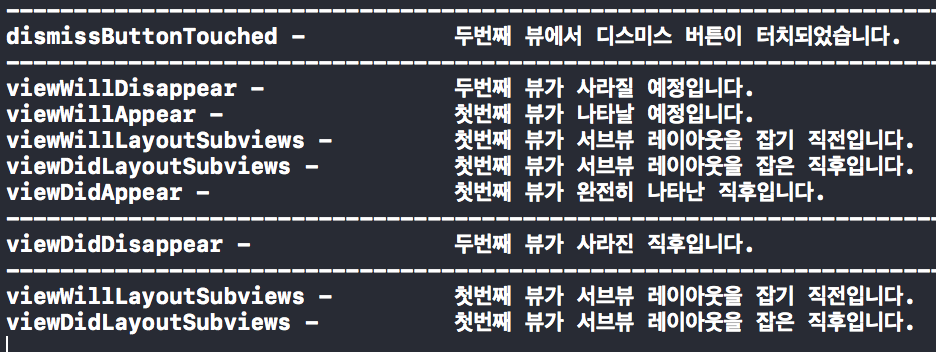 --------------------------------------------------------------------
dismissButtonTouched -           두번째 뷰에서 디스미스 버튼이 터치되었습니다.
--------------------------------------------------------------------
viewWillDisappear -              두번째 뷰가 사라질 예정입니다.
viewWillAppear -                 첫번째 뷰가 나타날 예정입니다.
viewWillLayoutSubviews -         첫번째 뷰가 서브뷰 레이아웃을 잡기 직전입니다.
viewDidLayoutSubviews -          첫번째 뷰가 서브뷰 레이아웃을 잡은 직후입니다.
viewDidAppear -                  첫번째 뷰가 완전히 나타난 직후입니다.
--------------------------------------------------------------------
viewDidDisappear -               두번째 뷰가 사라진 직후입니다.
--------------------------------------------------------------------
viewWillLayoutSubviews -         첫번째 뷰가 서브뷰 레이아웃을 잡기 직전입니다.
viewDidLayoutSubviews -          첫번째 뷰가 서브뷰 레이아웃을 잡은 직후입니다.